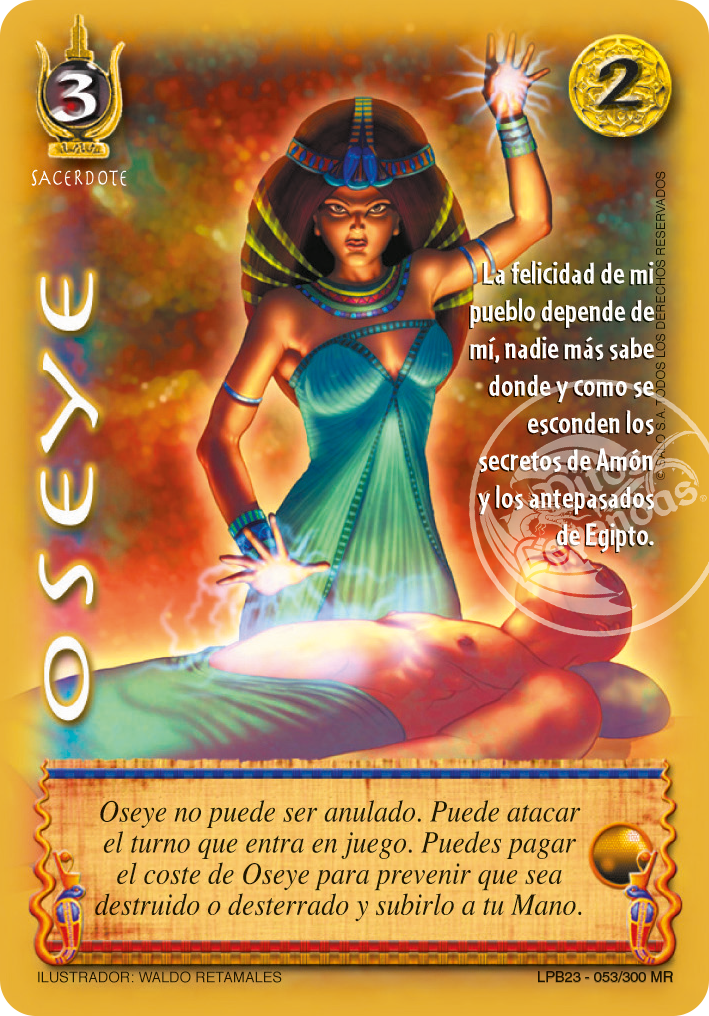 3
2
SACERDOTE
OSEYE
La felicidad de mi
pueblo depende de
mí, nadie más sabe
donde y como se
esconden los
secretos de Amón
y los antepasados
de Egipto.
© SALO S.A. TODOS LOS DERECHOS RESERVADOS
Oseye no puede ser anulado. Puede atacar
el turno que entra en juego. Puedes pagar
el coste de Oseye para prevenir que sea
destruido o desterrado y subirlo a tu Mano.
ILUSTRADOR: WALDO RETAMALES
LPB23 - 053/300 MR